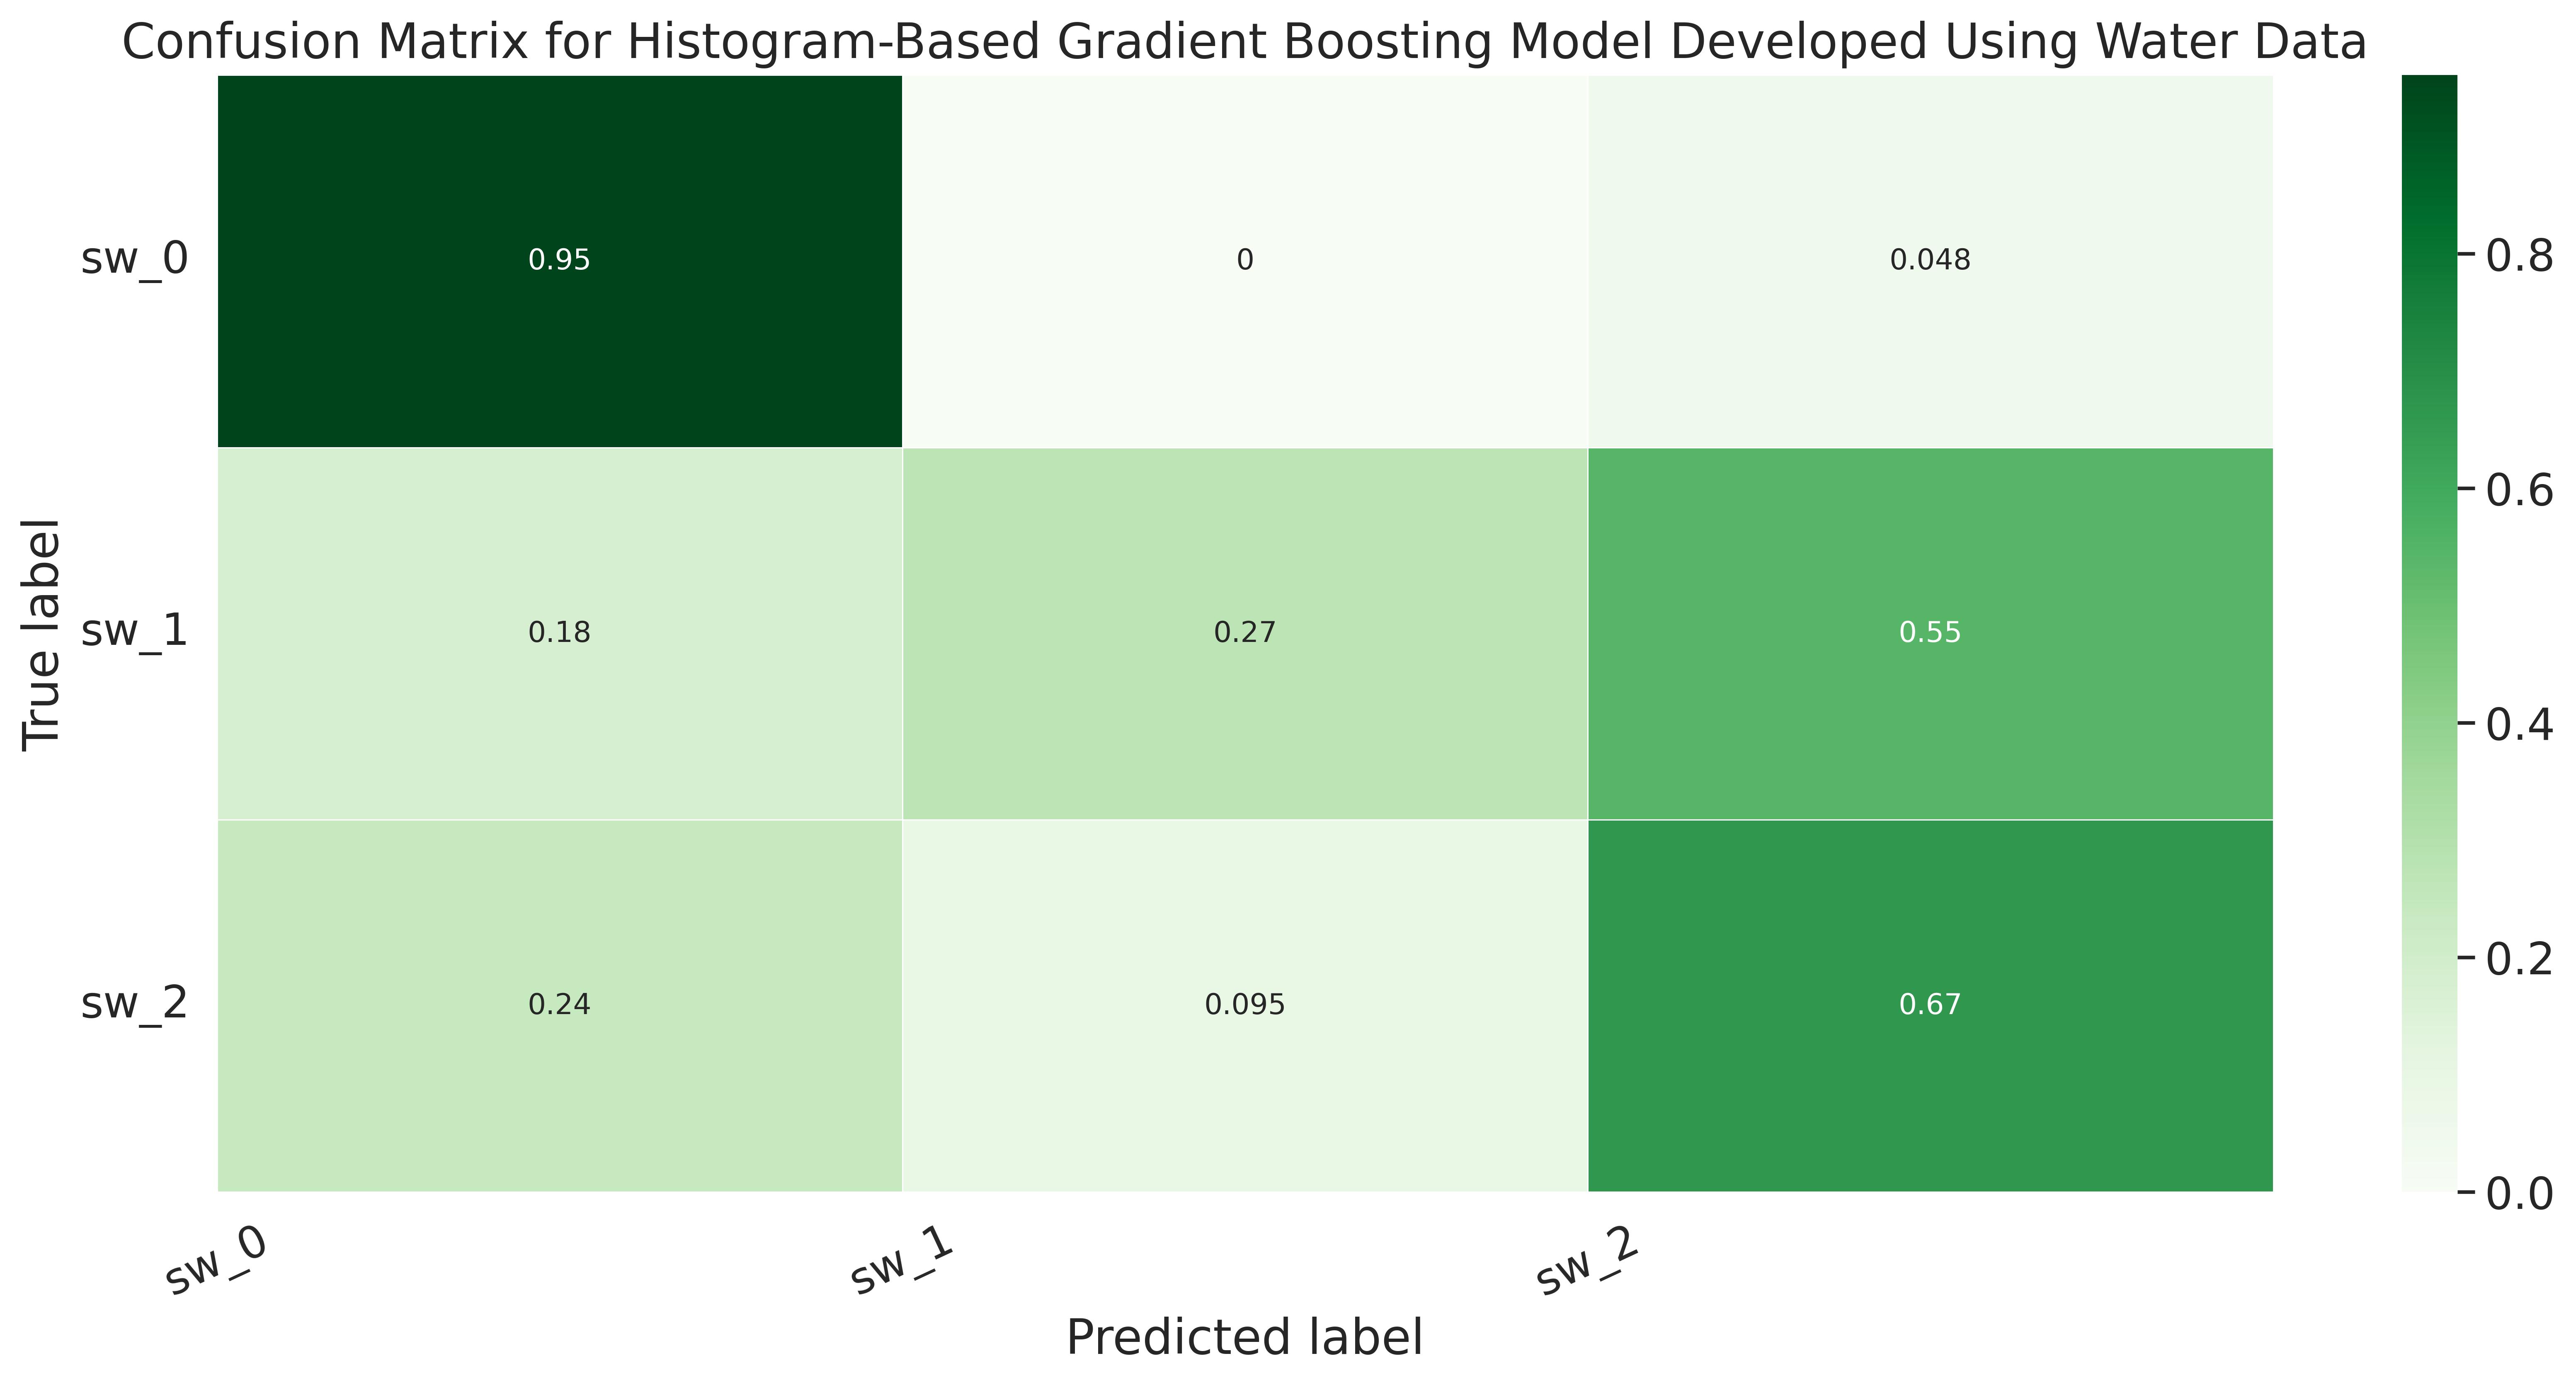 Confusion Matrix for Histogram-Based Gradient Boosting Model Developed Using Water Data
True label
sw_0
0.95
0
0.048
sw_1
0.18
0.27
0.55
sw_2
0.24
0.095
0.67
sw_0
sw_1
sw_2
Predicted label
0.8
0.6
0.4
0.2
0.0